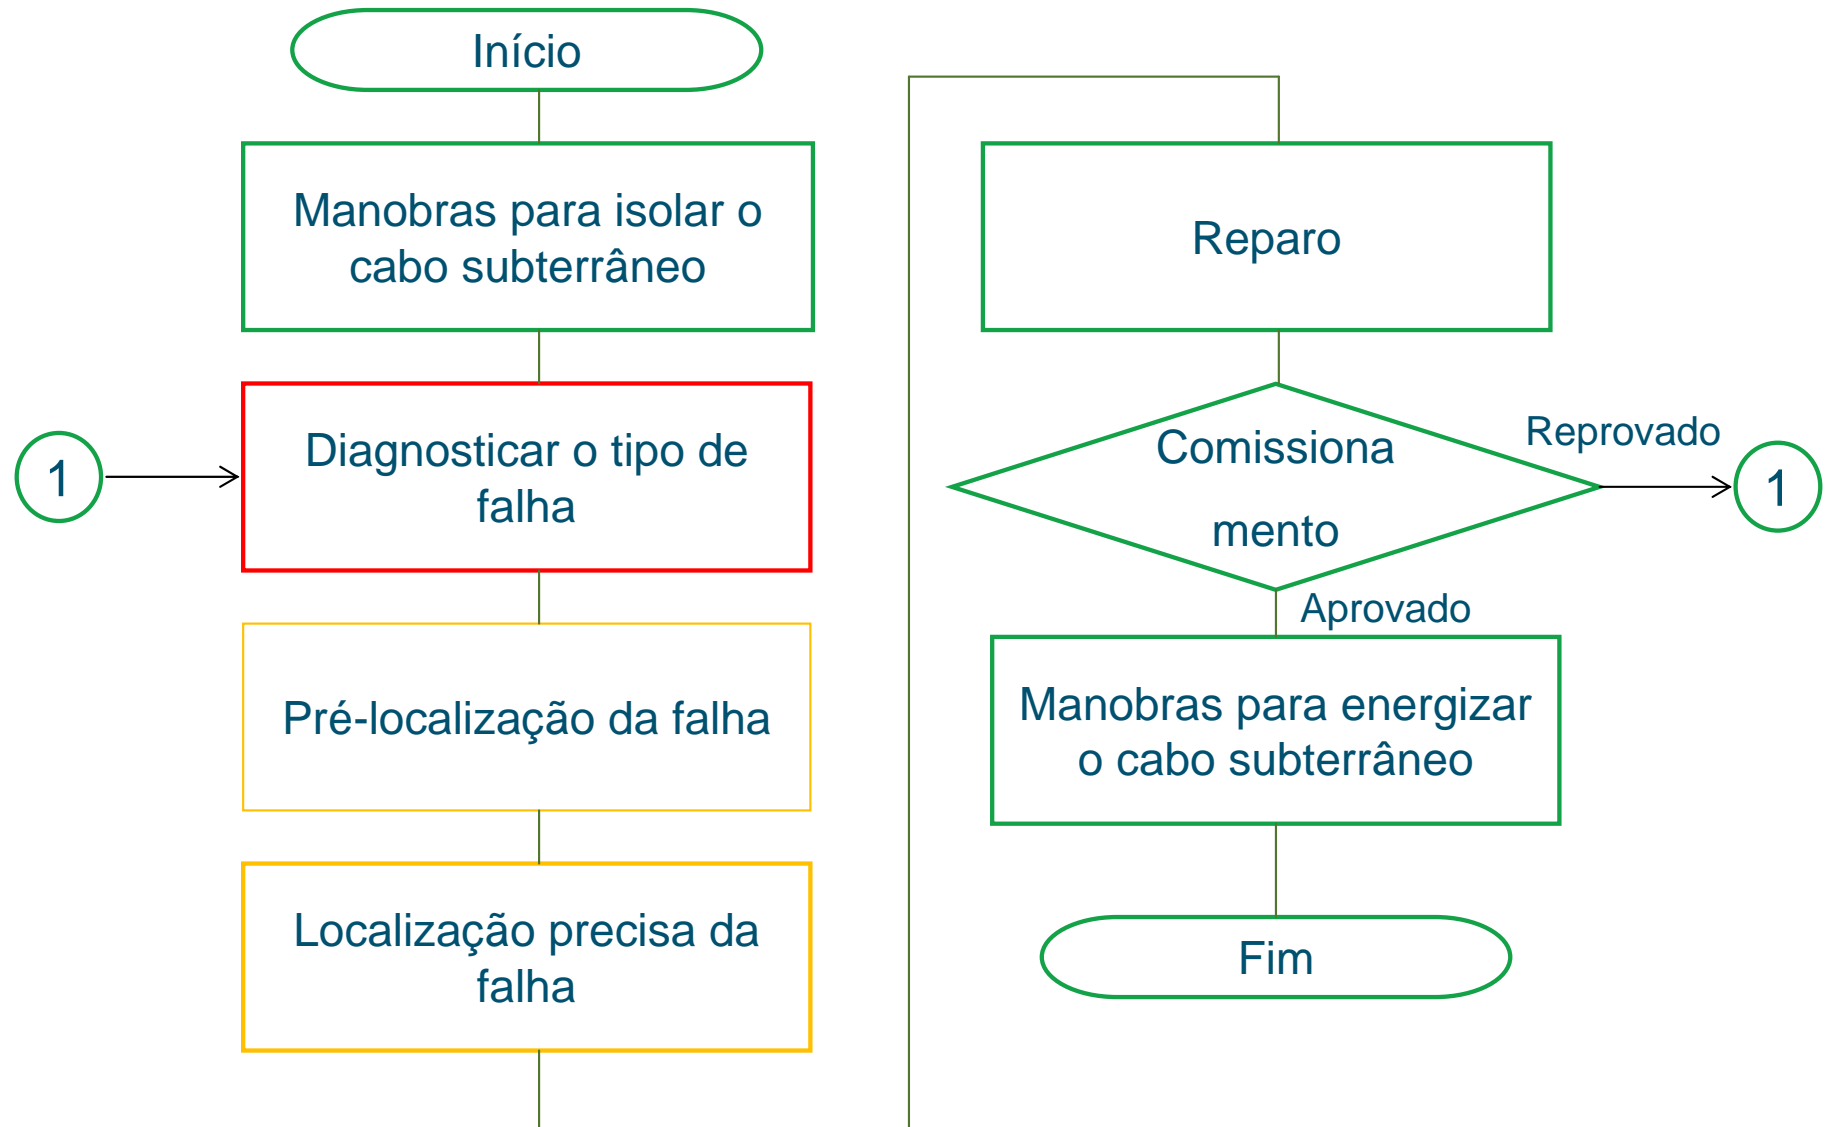 Início
Manobras para isolar o
cabo subterrâneo
1
Diagnosticar o tipo de
falha
Pré-localização da falha
Localização precisa da
falha
Reparo
Comissiona
mento
Reprovado
1
Aprovado
Manobras para energizar
o cabo subterrâneo
Fim